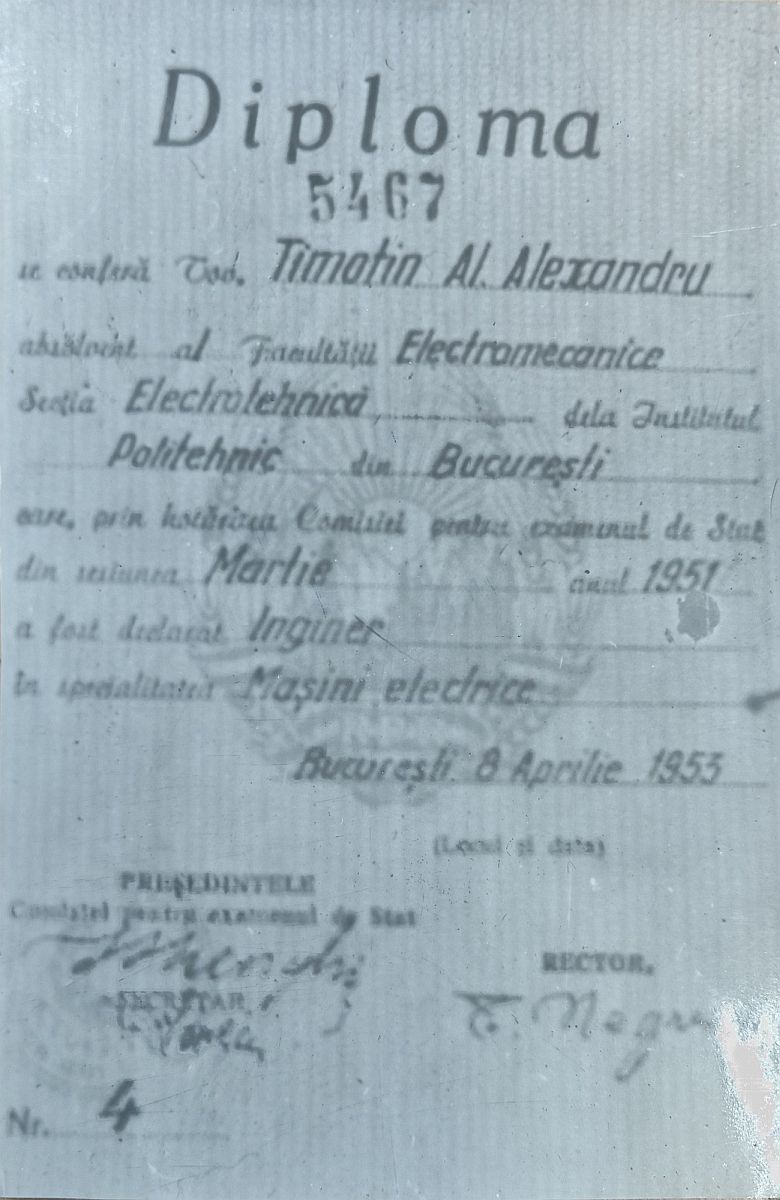 Diploma
5467
se conferă Tov. Timotin Al. Alexandru
absolvent al Facultății Electromecanice
Secția Electrotehnică dela Institutul
Politehnic din București
care, prin hotărîrea Comisiei pentru examenul de Stat
din sesiunea Martie anul 1951
a fost declarat Inginer
în specialitatea Mașini electrice
București 8 Aprilie 1953
(Locul și data)
PREȘEDINTELE
Comisiei pentru examenul de Stat
RECTOR,
SECRETAR
Nr. 4